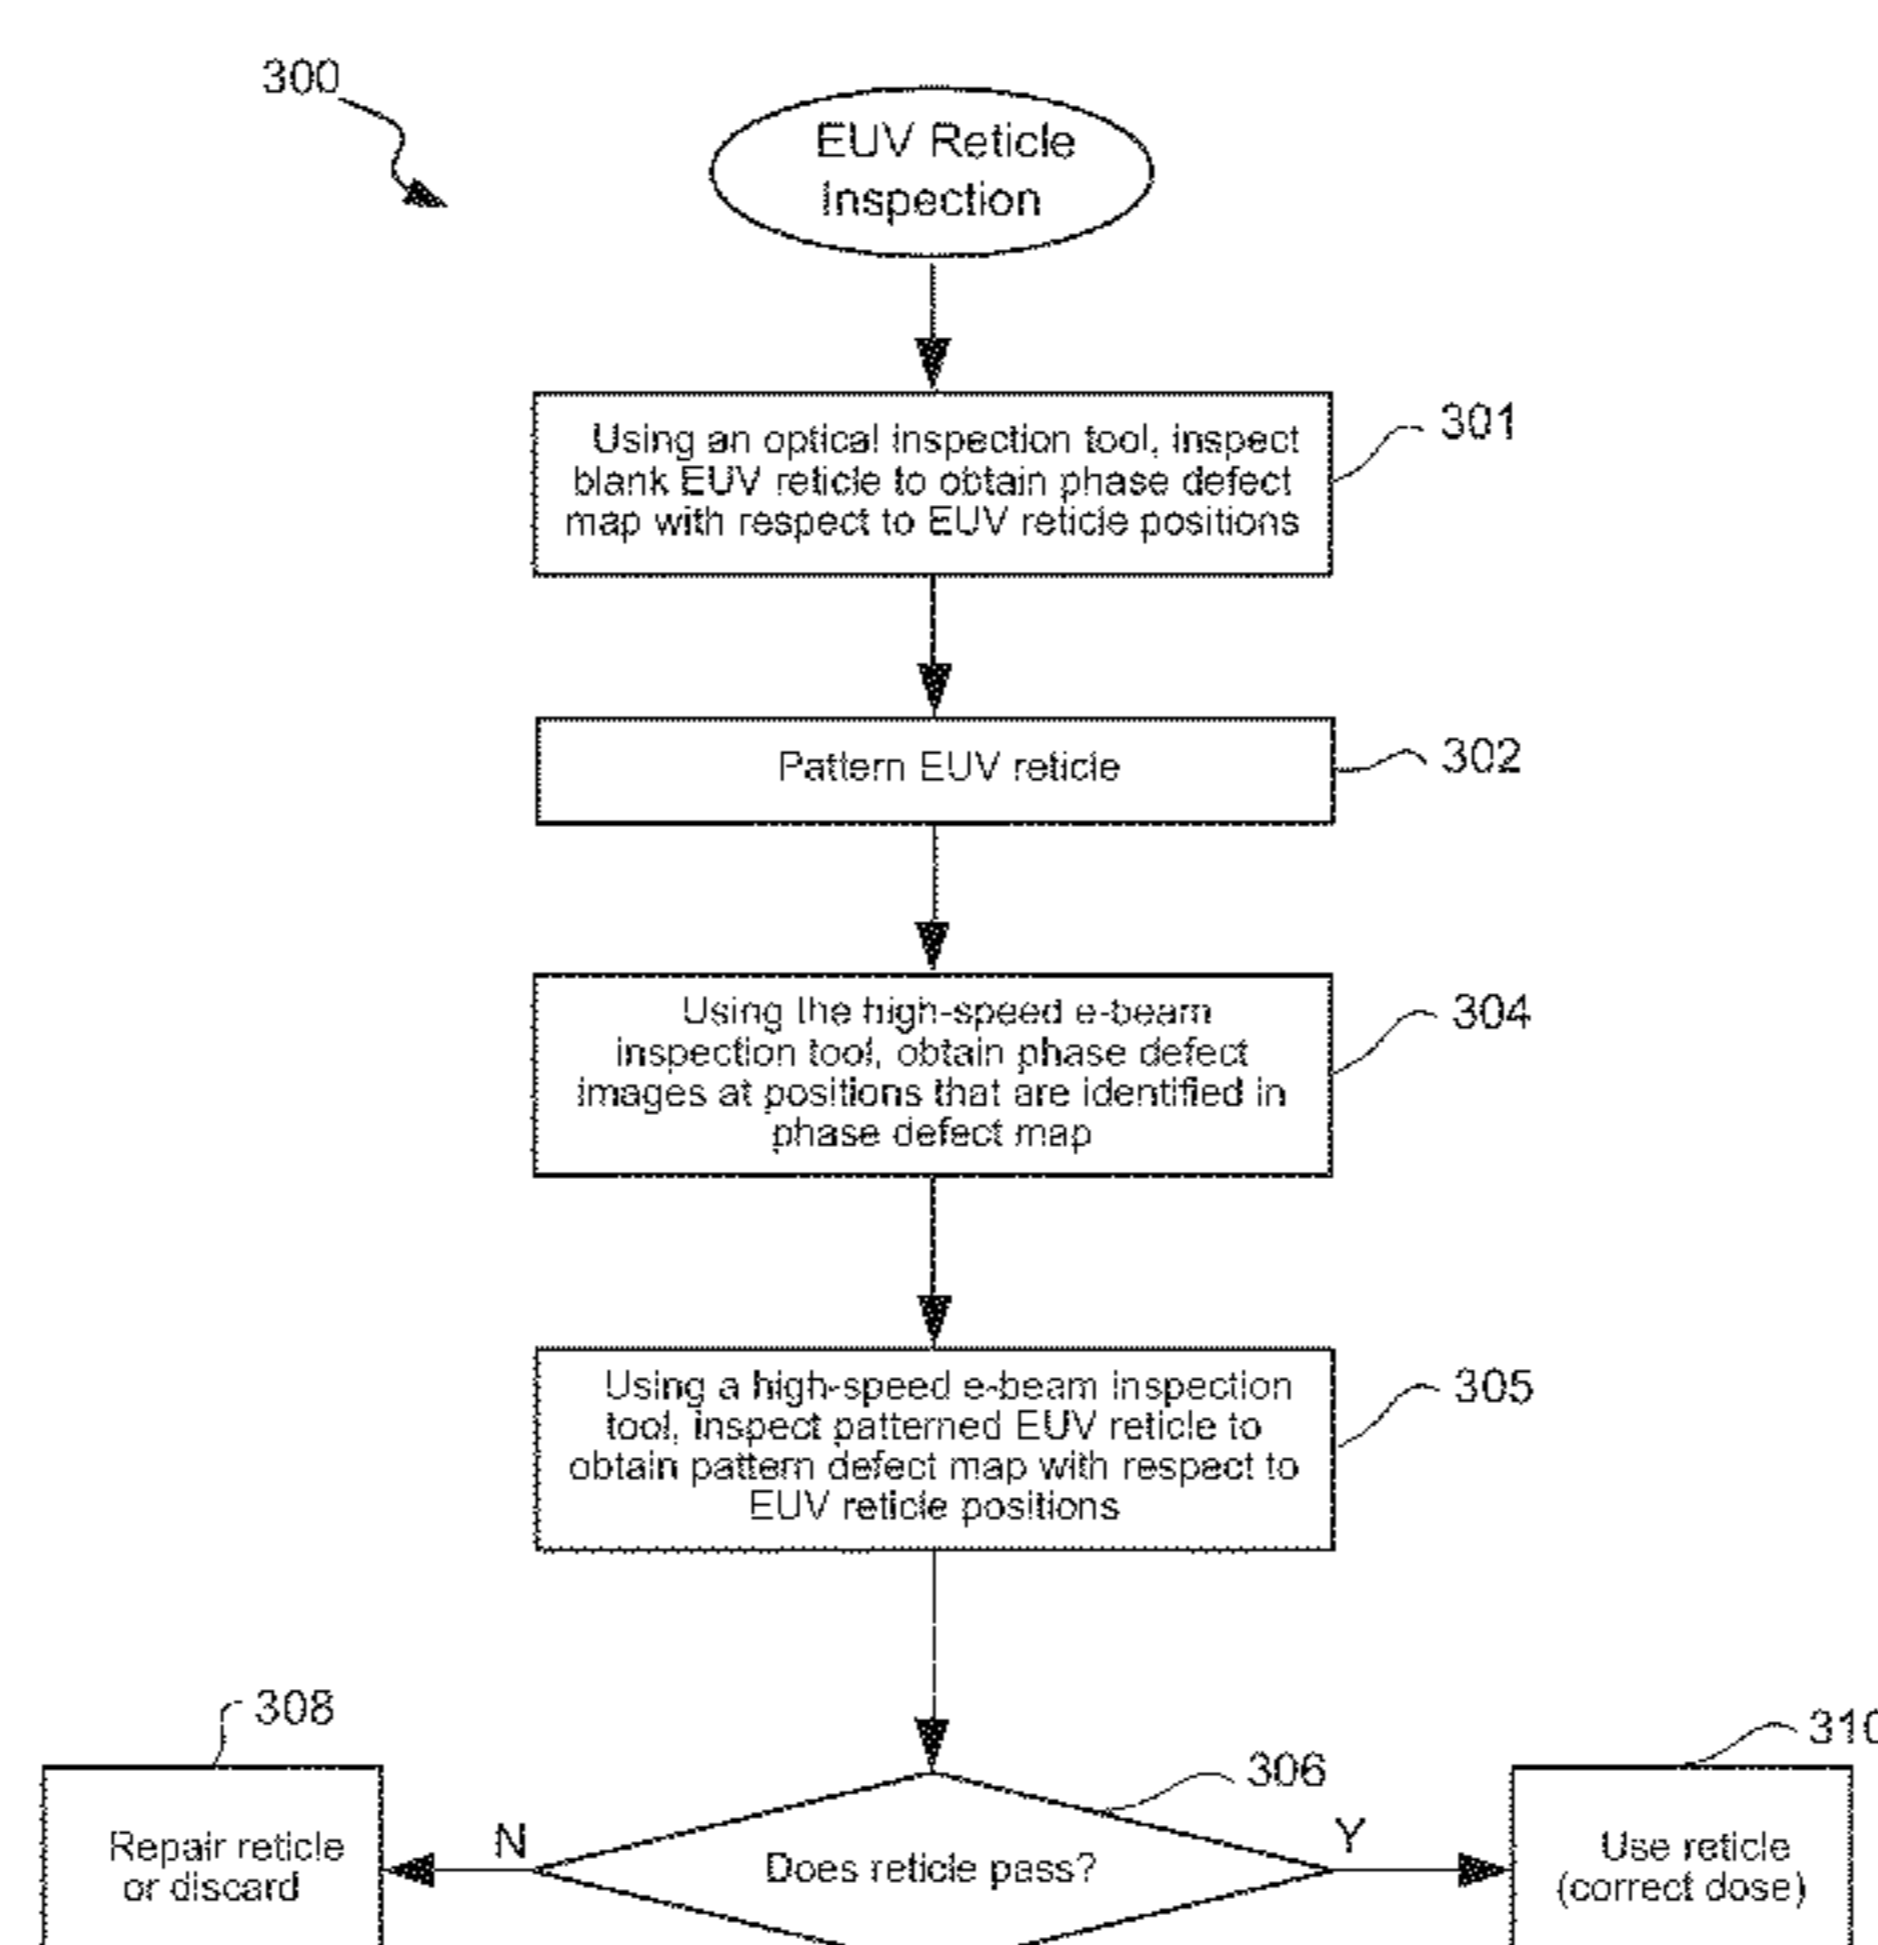 300
EUV Reticle
Inspection
Using an optical inspection tool, inspect
blank EUV reticle to obtain phase defect
map with respect to EUV reticle positions
301
Pattern EUV reticle
302
Using the high-speed e-beam
inspection tool, obtain phase defect
images at positions that are identified in
phase defect map
304
Using a high-speed e-beam inspection
tool, inspect patterned EUV reticle to
obtain pattern defect map with respect to
EUV reticle positions
305
308
310
306
Repair reticle
or discard
N
Does reticle pass?
Y
Use reticle
(correct dose)